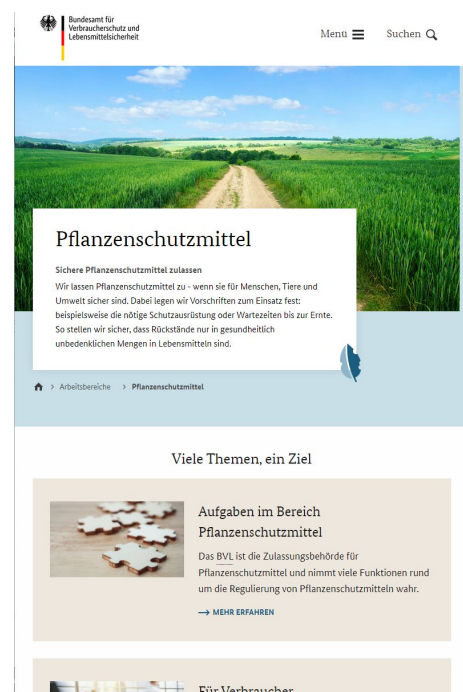 Bundesamt für
Verbraucherschutz und
Lebensmittelsicherheit
Menü
Suchen
Pflanzenschutzmittel
Sichere Pflanzenschutzmittel zulassen
Wir lassen Pflanzenschutzmittel zu - wenn sie für Menschen, Tiere und
Umwelt sicher sind. Dabei legen wir Vorschriften zum Einsatz fest:
beispielsweise die nötige Schutzausrüstung oder Wartezeiten bis zur Ernte.
So stellen wir sicher, dass Rückstände nur in gesundheitlich
unbedenklichen Mengen in Lebensmitteln sind.
> Arbeitsbereiche > Pflanzenschutzmittel
Viele Themen, ein Ziel
Aufgaben im Bereich
Pflanzenschutzmittel
Das BVL ist die Zulassungsbehörde für
Pflanzenschutzmittel und nimmt viele Funktionen rund
um die Regulierung von Pflanzenschutzmitteln wahr.
→ MEHR ERFAHREN
Für Verbraucher